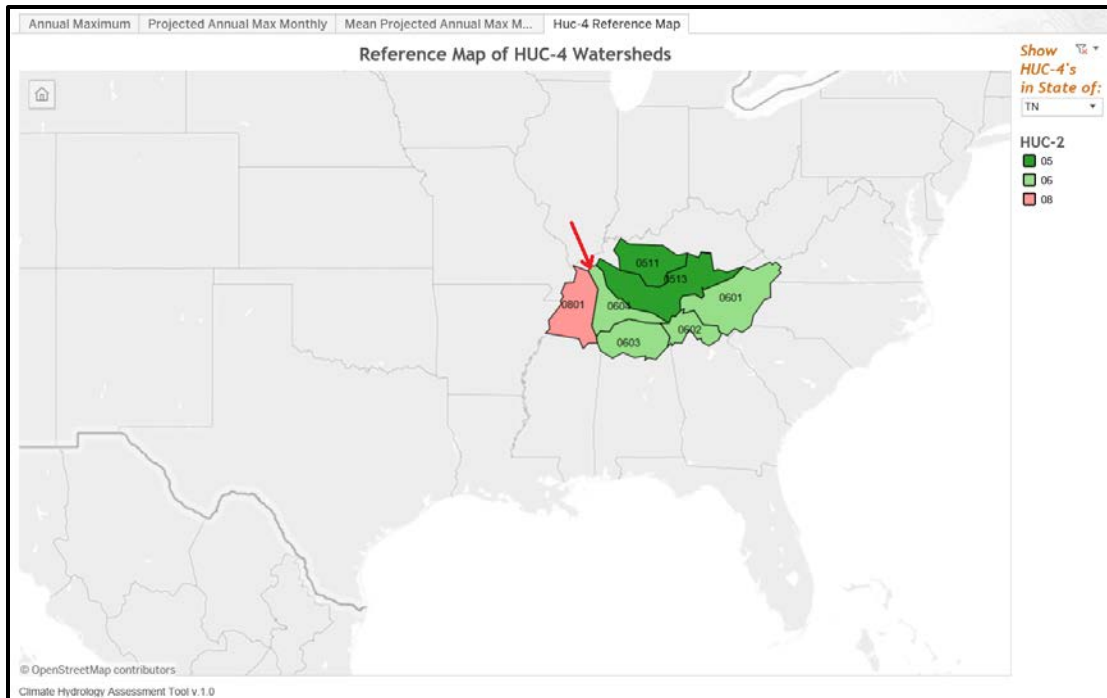 Annual Maximum
Projected Annual Max Monthly
Mean Projected Annual Max M...
Huc-4 Reference Map
Reference Map of HUC-4 Watersheds
Show
HUC-4's
in State of:
TN
HUC-2
05
06
08
0511
0513
0601
0801
0604
0602
0603
© OpenStreetMap contributors
Climate Hydrology Assessment Tool v.1.0